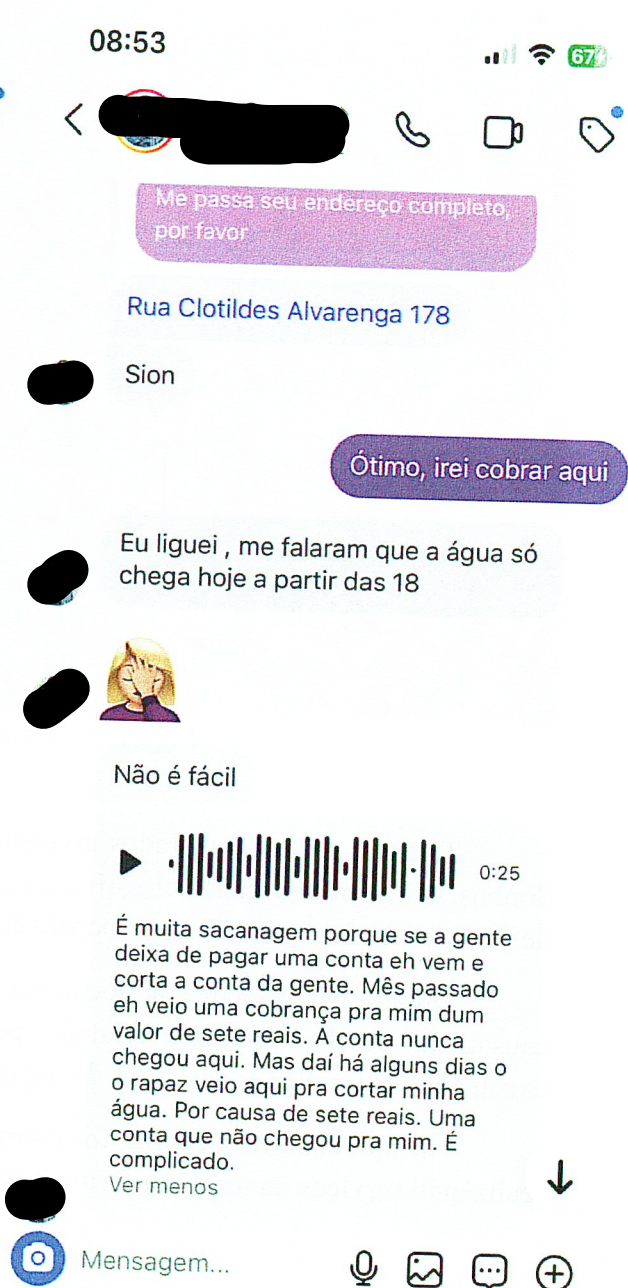 08:53
67
Me passa seu endereço completo,
por favor
Rua Clotildes Alvarenga 178
Sion
Ótimo, irei cobrar aqui
Eu liguei , me falaram que a água só
chega hoje a partir das 18
Não é fácil
0:25
É muita sacanagem porque se a gente
deixa de pagar uma conta eh vem e
corta a conta da gente. Mês passado
eh veio uma cobrança pra mim dum
valor de sete reais. A conta nunca
chegou aqui. Mas daí há alguns dias o
o rapaz veio aqui pra cortar minha
água. Por causa de sete reais. Uma
conta que não chegou pra mim. É
complicado.
Ver menos
Mensagem...